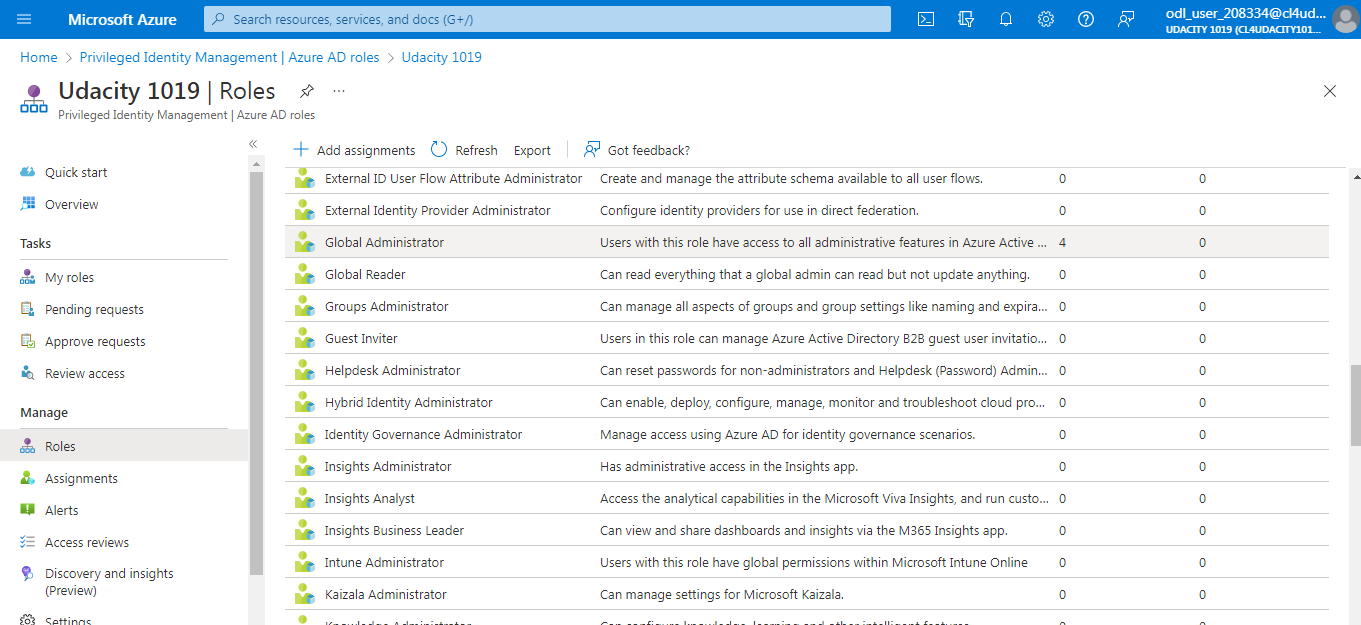 Microsoft Azure
Search resources, services, and docs (G+/)
odl_user_208334@cl4ud...
UDACITY 1019 (CL4UDACITY101...
Home > Privileged Identity Management | Azure AD roles > Udacity 1019
Udacity 1019 | Roles
Privileged Identity Management | Azure AD roles
Quick start
Overview
Tasks
My roles
Pending requests
Approve requests
Review access
Manage
Roles
Assignments
Alerts
Access reviews
Discovery and insights
(Preview)
Settings
Add assignments Refresh Export Got feedback?
External ID User Flow Attribute Administrator Create and manage the attribute schema available to all user flows. 0 0
External Identity Provider Administrator Configure identity providers for use in direct federation. 0 0
Global Administrator Users with this role have access to all administrative features in Azure Active ... 4 0
Global Reader Can read everything that a global admin can read but not update anything. 0 0
Groups Administrator Can manage all aspects of groups and group settings like naming and expira... 0 0
Guest Inviter Users in this role can manage Azure Active Directory B2B guest user invitatio... 0 0
Helpdesk Administrator Can reset passwords for non-administrators and Helpdesk (Password) Admin... 0 0
Hybrid Identity Administrator Can enable, deploy, configure, manage, monitor and troubleshoot cloud pro... 0 0
Identity Governance Administrator Manage access using Azure AD for identity governance scenarios. 0 0
Insights Administrator Has administrative access in the Insights app. 0 0
Insights Analyst Access the analytical capabilities in the Microsoft Viva Insights, and run custo... 0 0
Insights Business Leader Can view and share dashboards and insights via the M365 Insights app. 0 0
Intune Administrator Users with this role have global permissions within Microsoft Intune Online 0 0
Kaizala Administrator Can manage settings for Microsoft Kaizala. 0 0
Knowledge Administrator Can configure knowledge, learning and other intelligent features.